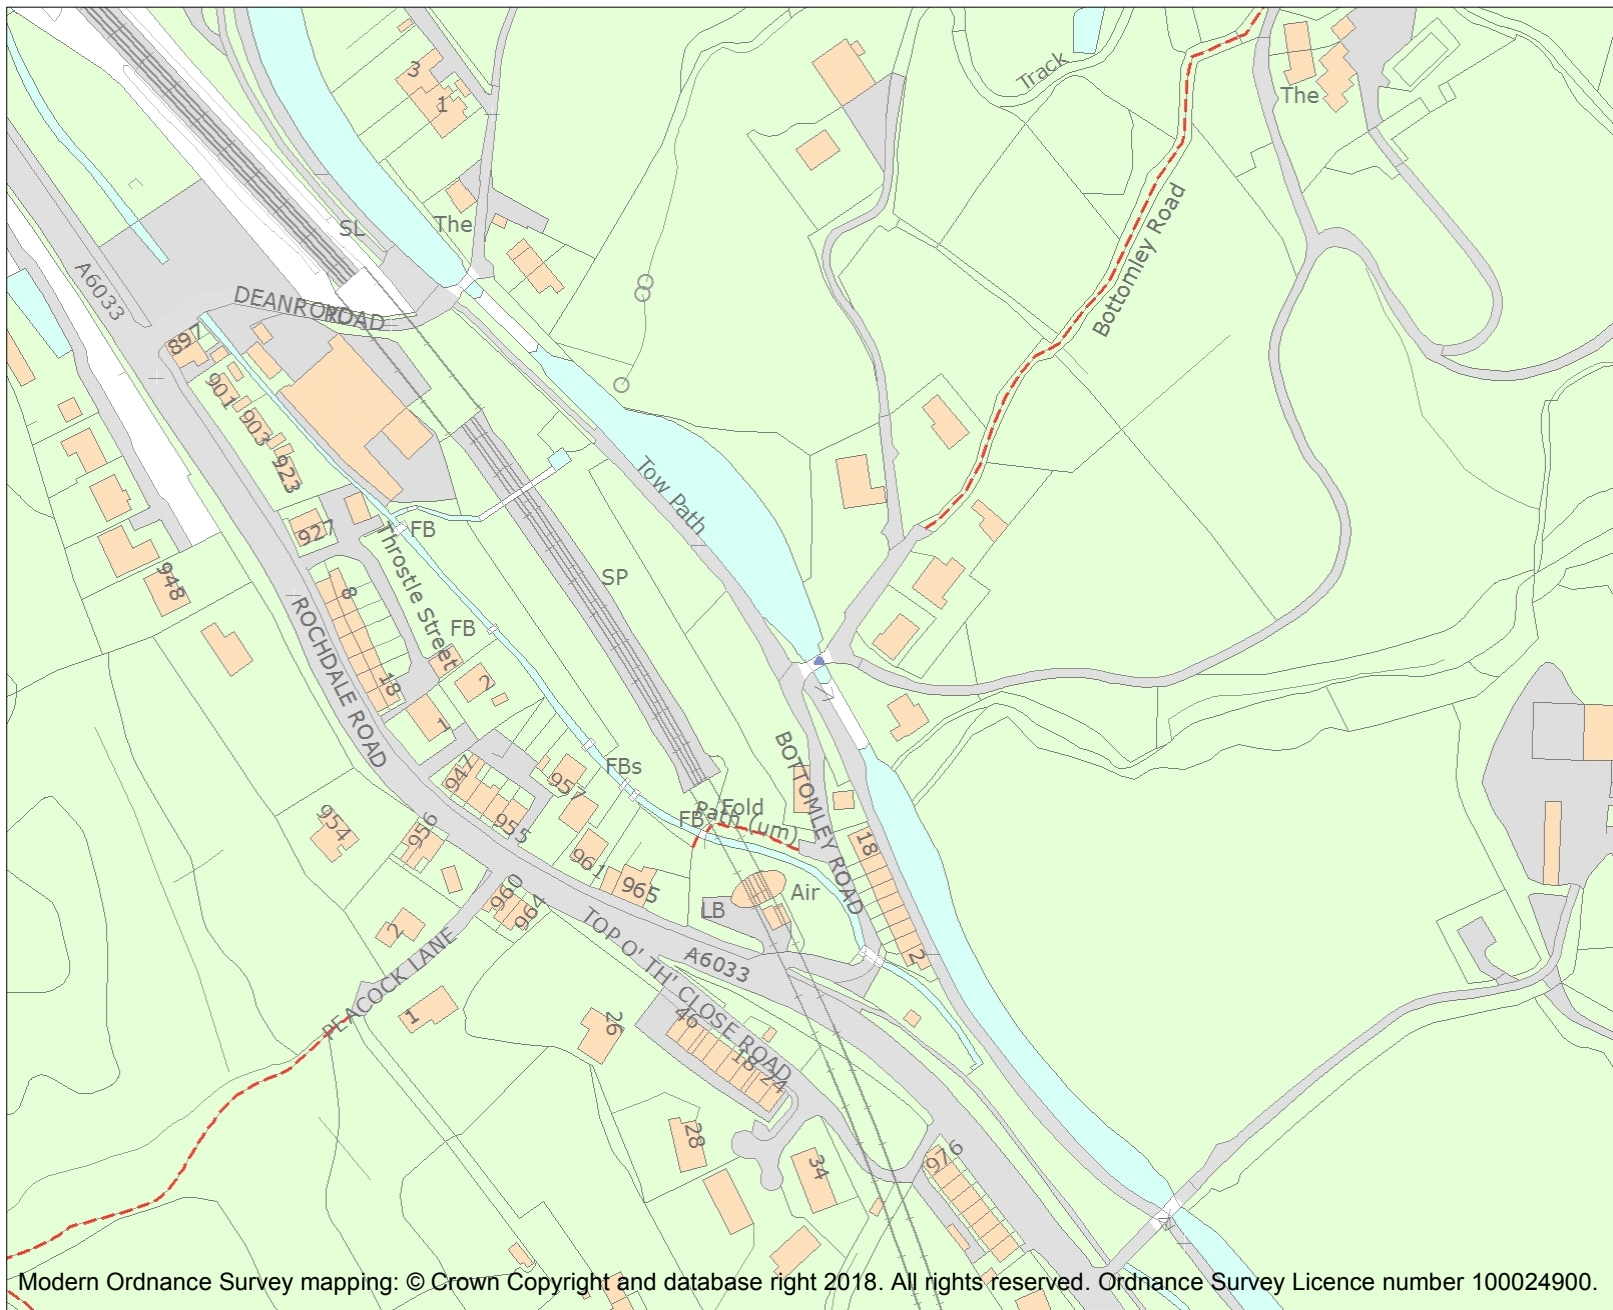 3
1
Track
The
The
SL
Bottomley Road
A6033
DEANROYD
ROAD
897
901
903
923
Tow Path
927
FB
Throstle Street
948
8
SP
FB
ROCHDALE ROAD
18
2
1
BOTTOMLEY ROAD
947
957
FBs
Fold
Path (um)
FB
954
956
955
18
961
965
Air
960
964
LB
2
PEACOCK LANE
TOP O' TH' CLOSE ROAD
A6033
2
1
26
46
18
24
28
34
976
Modern Ordnance Survey mapping: © Crown Copyright and database right 2018. All rights reserved. Ordnance Survey Licence number 100024900.